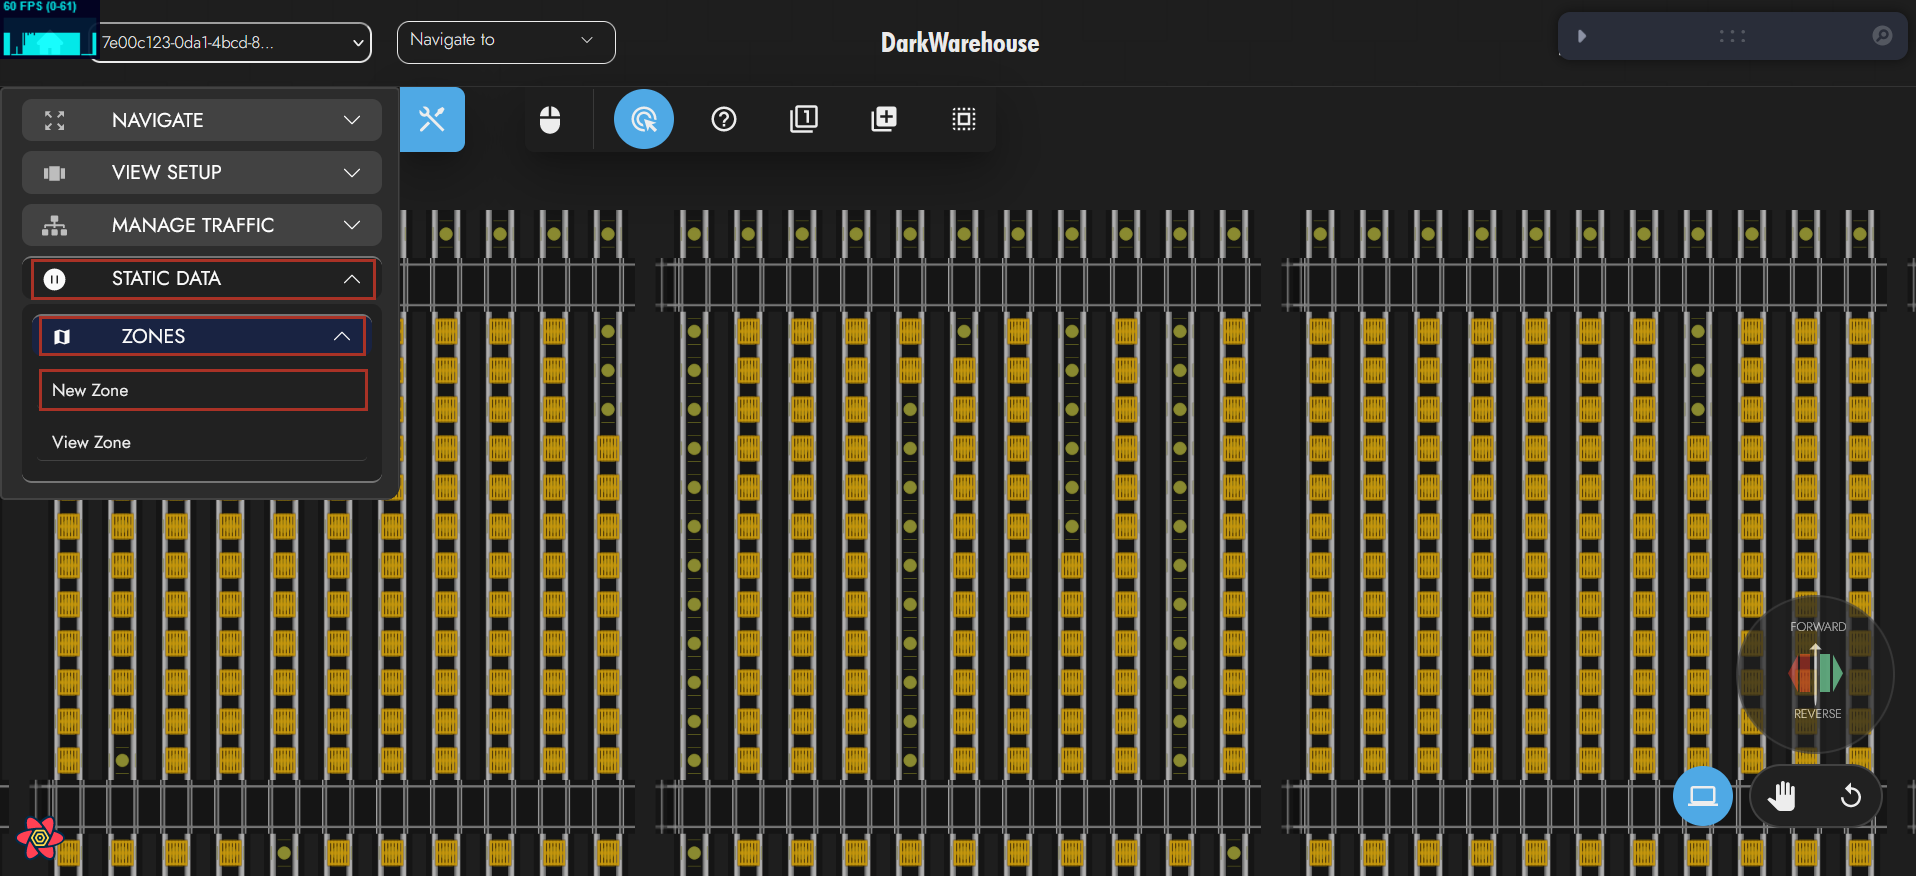 60 FPS (0-61)
7e00c123-0da1-4bcd-8...
Navigate to
DarkWarehouse
NAVIGATE
VIEW SETUP
MANAGE TRAFFIC
STATIC DATA
ZONES
New Zone
View Zone
1
FORWARD
REVERSE